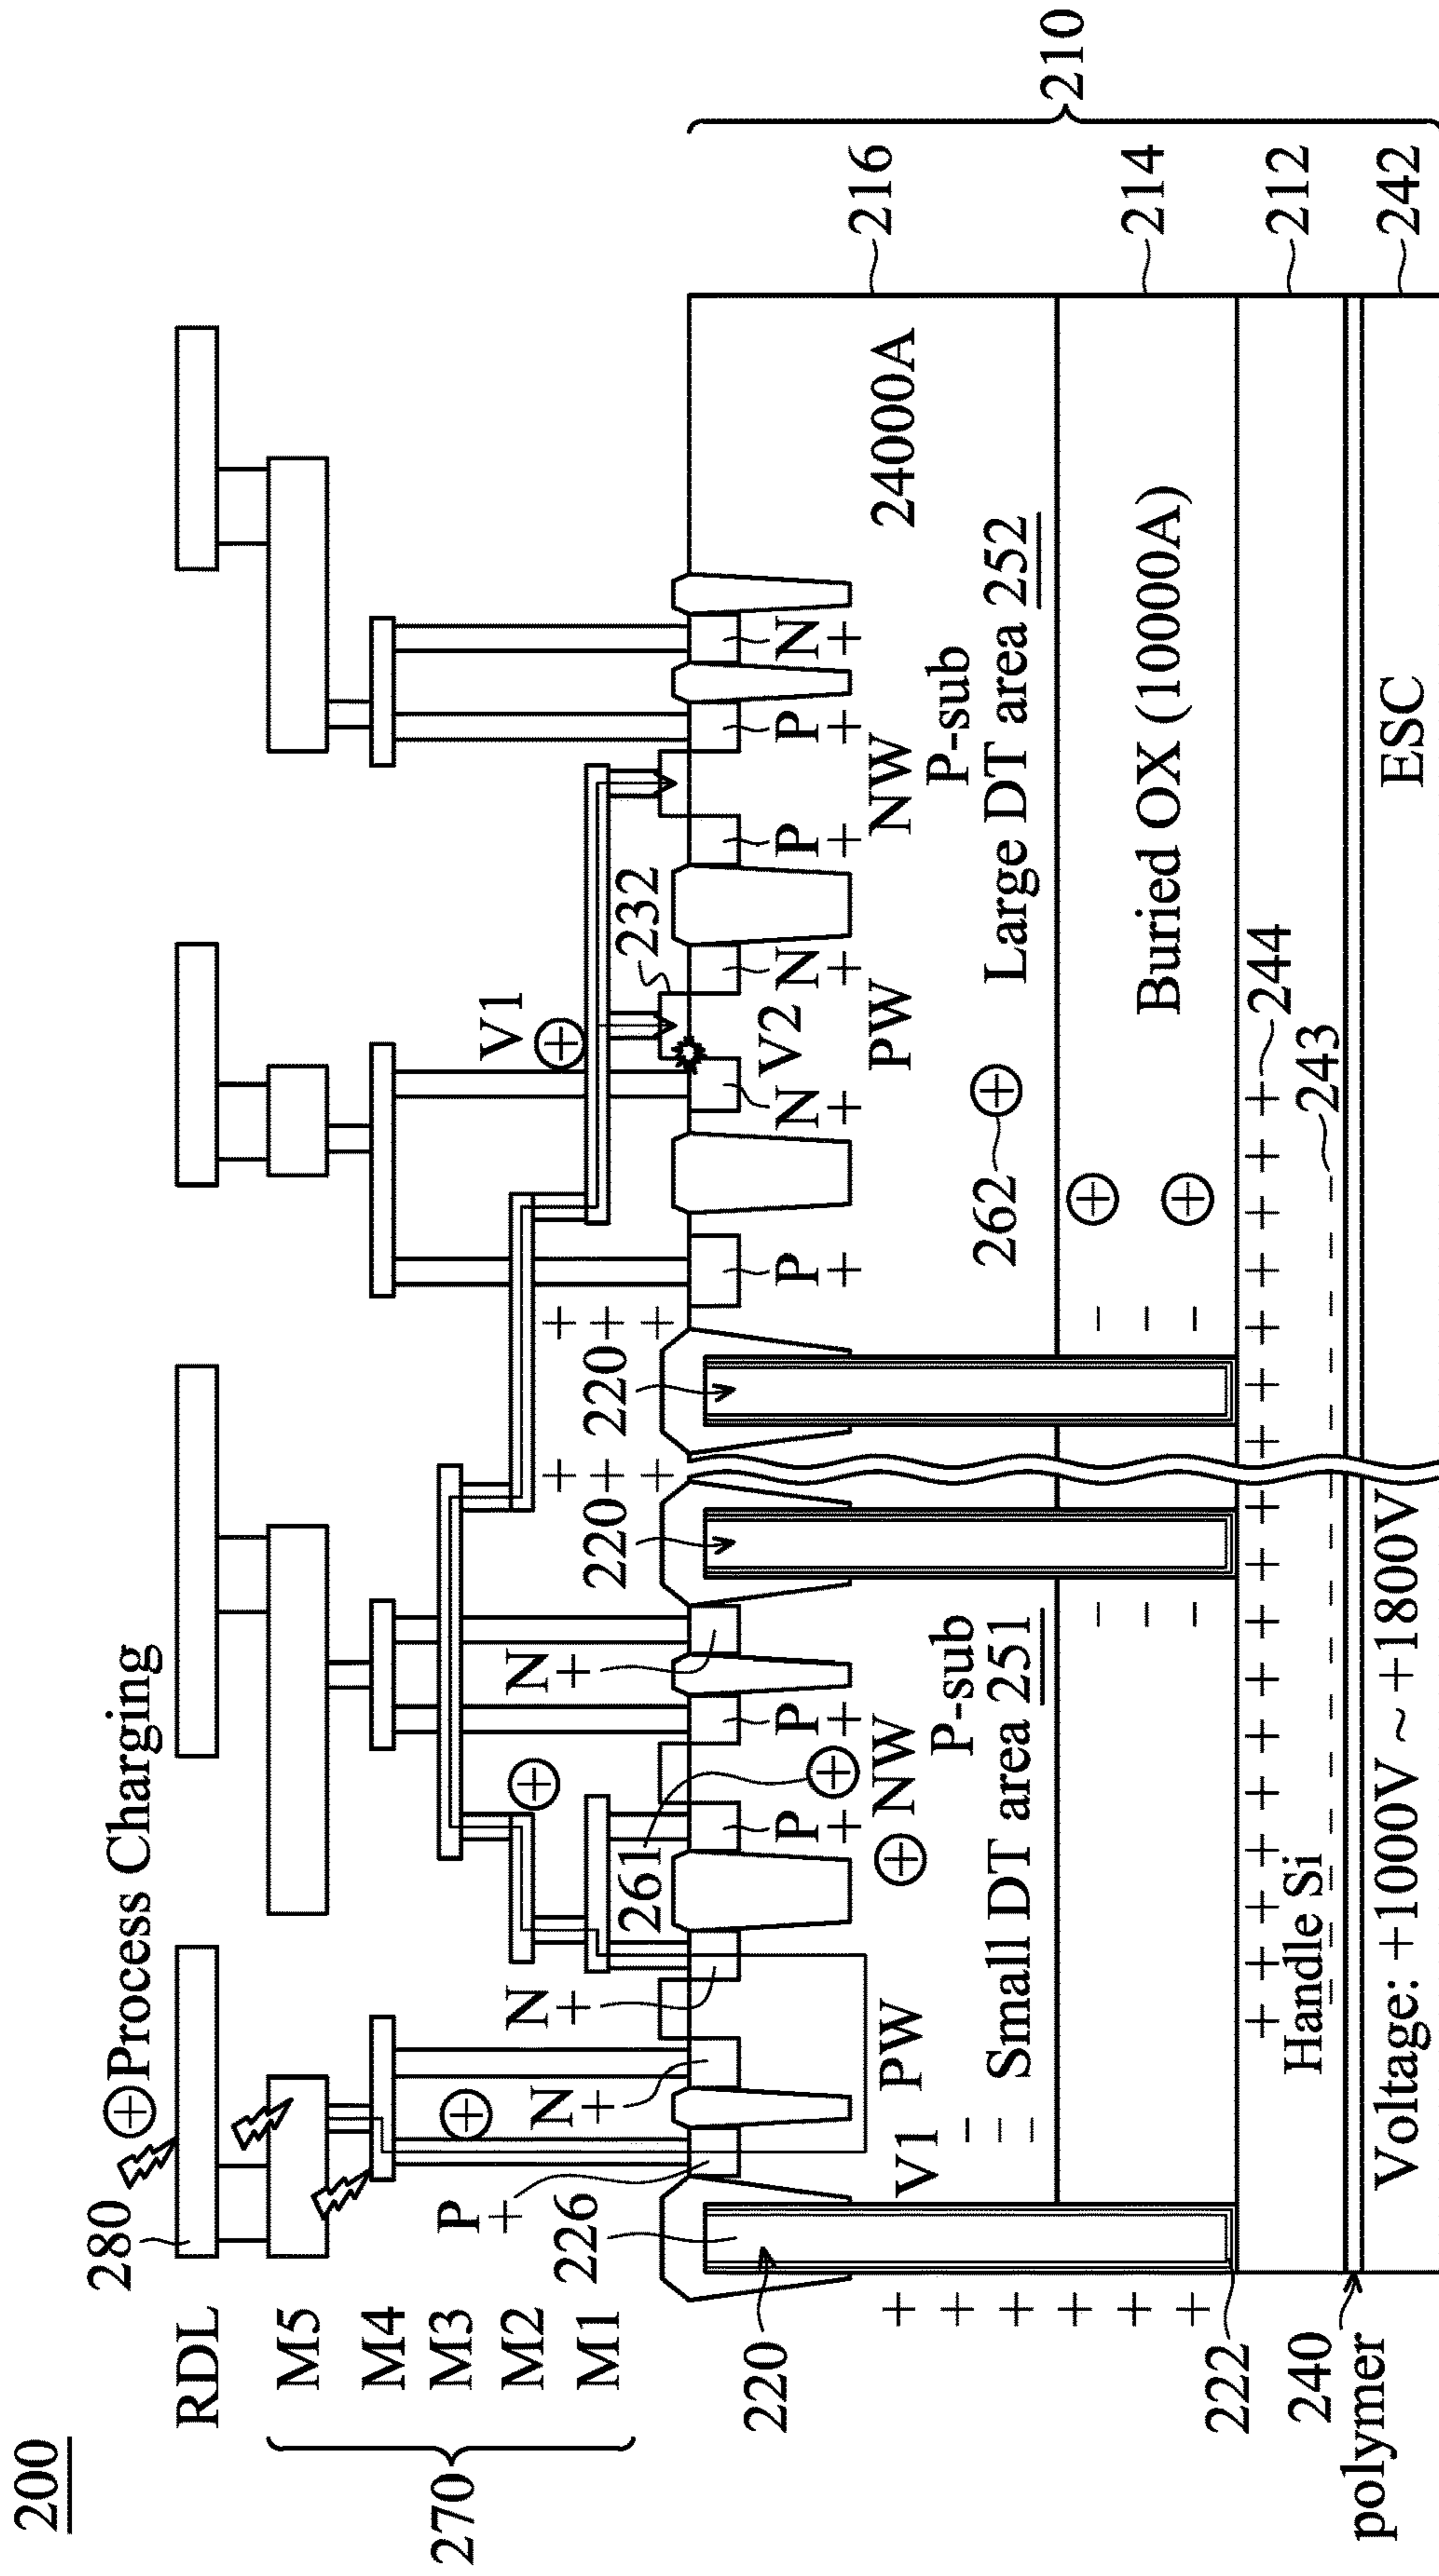 200
RDL
280
⊕Process Charging
270
M5
M4
M3
M2
M1
⊕
⊕
V1
⊕
P
+
N
+
N
+
N
+
226
261
220
220
232
+ + +
+ + +
220
P
+
P
+
P
+
N
+
V2
N
+
P
+
P
+
N
+
⊕
⊕
V1
PW
NW
PW
NW
24000A
P-sub
Small DT area 251
262
⊕
P-sub
Large DT area 252
Buried OX (10000A)
⊕
⊕
+ + + + + +
− − −
− − −
− − −
222
+ + + + + + + + + + + + + + + + +
244
Handle Si
243
240
polymer
Voltage: +1000V ~ +1800V
ESC
216
214
212
242
210